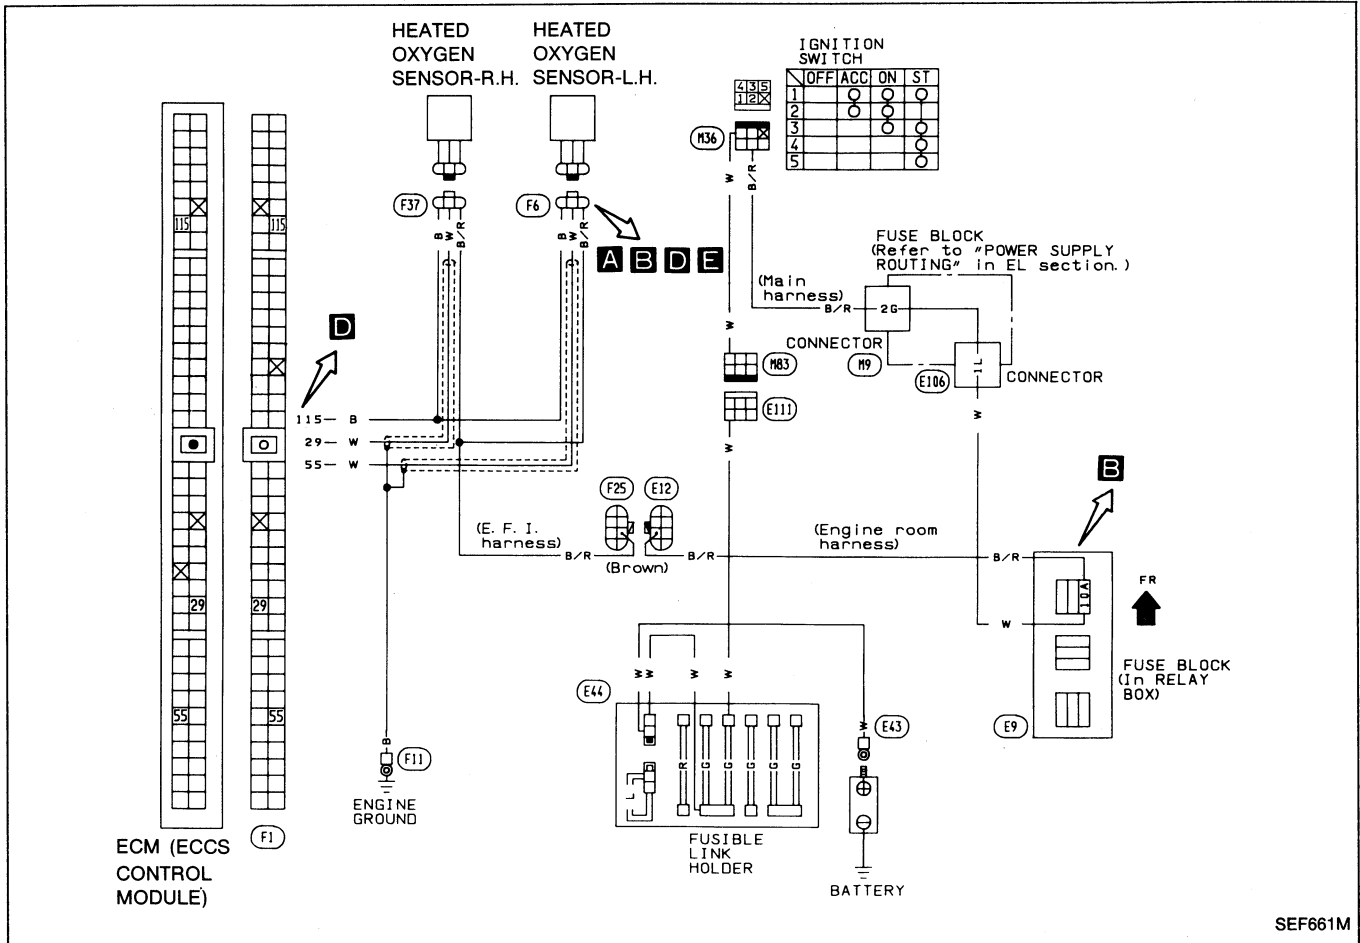 HEATED
OXYGEN
SENSOR-R.H.
HEATED
OXYGEN
SENSOR-L.H.
IGNITION
SWITCH
OFF ACC ON ST
1
2
3
4
5
4 3 5
1 2
M36
W
B/R
F37
F6
B W B/R
B W B/R
A B D E
115
115
FUSE BLOCK
(Refer to "POWER SUPPLY
ROUTING" in EL section.)
(Main
harness)
B/R
2G
CONNECTOR
M9
1L
E106
CONNECTOR
W
W
M83
E111
W
D
115 B
29 W
55 W
B
F25
E12
(E. F. I.
harness)
B/R
(Brown)
B/R
(Engine room
harness)
B/R
10A
FR
W
29
29
FUSE BLOCK
(In RELAY
BOX)
E9
E44
W W W W
W
E43
55
55
B
F11
ENGINE
GROUND
L
R G G G G G
FUSIBLE
LINK
HOLDER
BATTERY
F1
ECM (ECCS
CONTROL
MODULE)
SEF661M